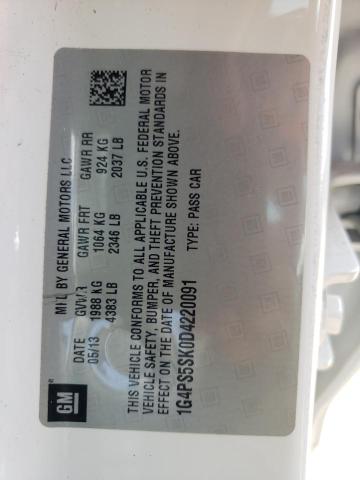 GM
MFD BY GENERAL MOTORS LLC
DATE GVWR GAWR FRT GAWR RR
05/13 1988 KG 1064 KG 924 KG
4383 LB 2346 LB 2037 LB
THIS VEHICLE CONFORMS TO ALL APPLICABLE U.S. FEDERAL MOTOR
VEHICLE SAFETY, BUMPER, AND THEFT PREVENTION STANDARDS IN
EFFECT ON THE DATE OF MANUFACTURE SHOWN ABOVE.
1G4PS5SK0D4220091 TYPE: PASS CAR